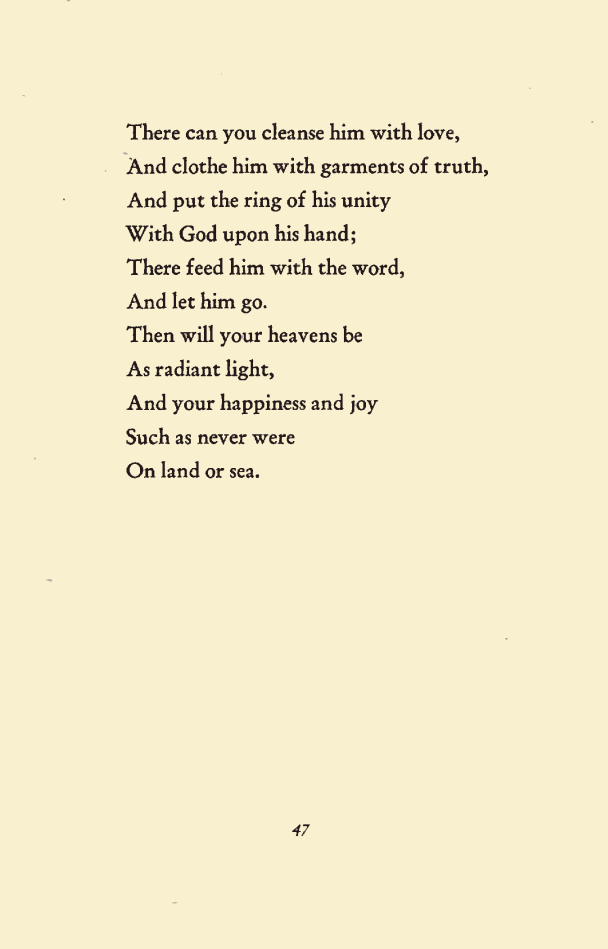 There can you cleanse him with love,
And clothe him with garments of truth,
And put the ring of his unity
With God upon his hand;
There feed him with the word,
And let him go.
Then will your heavens be
As radiant light,
And your happiness and joy
Such as never were
On land or sea.
47